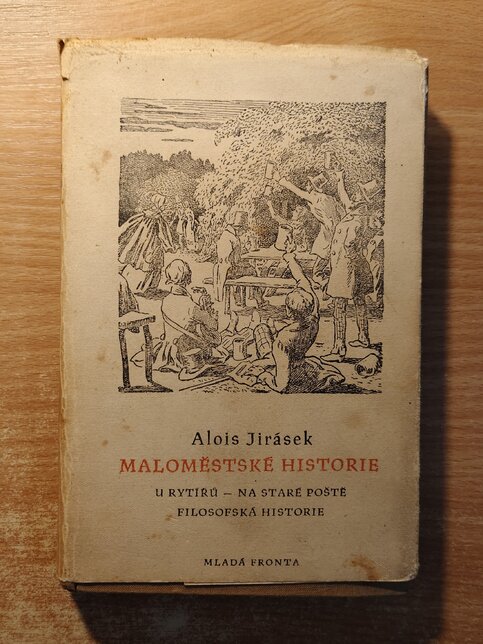 Alois Jirásek
MALOMĚSTSKÉ HISTORIE
U RYTÍŘŮ – NA STARÉ POŠTĚ
FILOSOFSKÁ HISTORIE
MLADÁ FRONTA